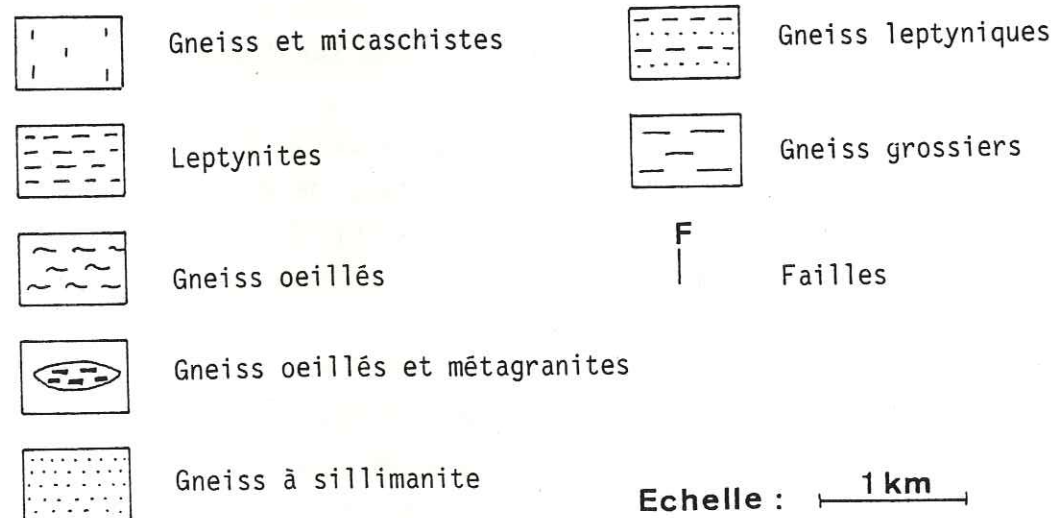 Gneiss et micaschistes
Leptynites
Gneiss oeillés
Gneiss oeillés et métagranites
Gneiss à sillimanite
Gneiss leptyniques
Gneiss grossiers
F
Failles
Echelle : 1 km